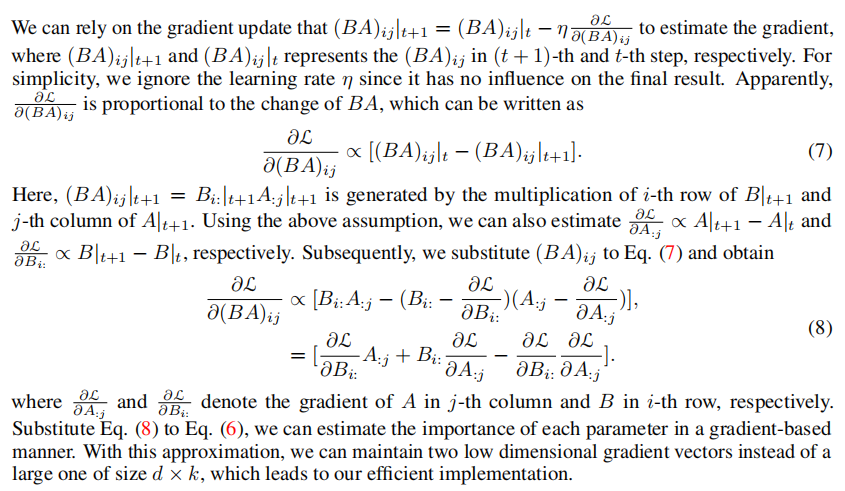 We can rely on the gradient update that $(BA)_{ij}|_{t+1} = (BA)_{ij}|_t - \eta \frac{\partial \mathcal{L}}{\partial (BA)_{ij}}$ to estimate the gradient,
where $(BA)_{ij}|_{t+1}$ and $(BA)_{ij}|_t$ represents the $(BA)_{ij}$ in $(t+1)$-th and $t$-th step, respectively. For
simplicity, we ignore the learning rate $\eta$ since it has no influence on the final result. Apparently,
$\frac{\partial \mathcal{L}}{\partial (BA)_{ij}}$ is proportional to the change of $BA$, which can be written as
$\frac{\partial \mathcal{L}}{\partial (BA)_{ij}} \propto [(BA)_{ij}|_t - (BA)_{ij}|_{t+1}].$ (7)
Here, $(BA)_{ij}|_{t+1} = B_{i:}|_{t+1} A_{:j}|_{t+1}$ is generated by the multiplication of $i$-th row of $B|_{t+1}$ and
$j$-th column of $A|_{t+1}$. Using the above assumption, we can also estimate $\frac{\partial \mathcal{L}}{\partial A_{:j}} \propto A|_{t+1} - A|_t$ and
$\frac{\partial \mathcal{L}}{\partial B_{i:}} \propto B|_{t+1} - B|_t$, respectively. Subsequently, we substitute $(BA)_{ij}$ to Eq. (7) and obtain
$\frac{\partial \mathcal{L}}{\partial (BA)_{ij}} \propto [B_{i:} A_{:j} - (B_{i:} - \frac{\partial \mathcal{L}}{\partial B_{i:}})(A_{:j} - \frac{\partial \mathcal{L}}{\partial A_{:j}})],$
$= [\frac{\partial \mathcal{L}}{\partial B_{i:}} A_{:j} + B_{i:} \frac{\partial \mathcal{L}}{\partial A_{:j}} - \frac{\partial \mathcal{L}}{\partial B_{i:}} \frac{\partial \mathcal{L}}{\partial A_{:j}}].$ (8)
where $\frac{\partial \mathcal{L}}{\partial A_{:j}}$ and $\frac{\partial \mathcal{L}}{\partial B_{i:}}$ denote the gradient of $A$ in $j$-th column and $B$ in $i$-th row, respectively.
Substitute Eq. (8) to Eq. (6), we can estimate the importance of each parameter in a gradient-based
manner. With this approximation, we can maintain two low dimensional gradient vectors instead of a
large one of size $d \times k$, which leads to our efficient implementation.